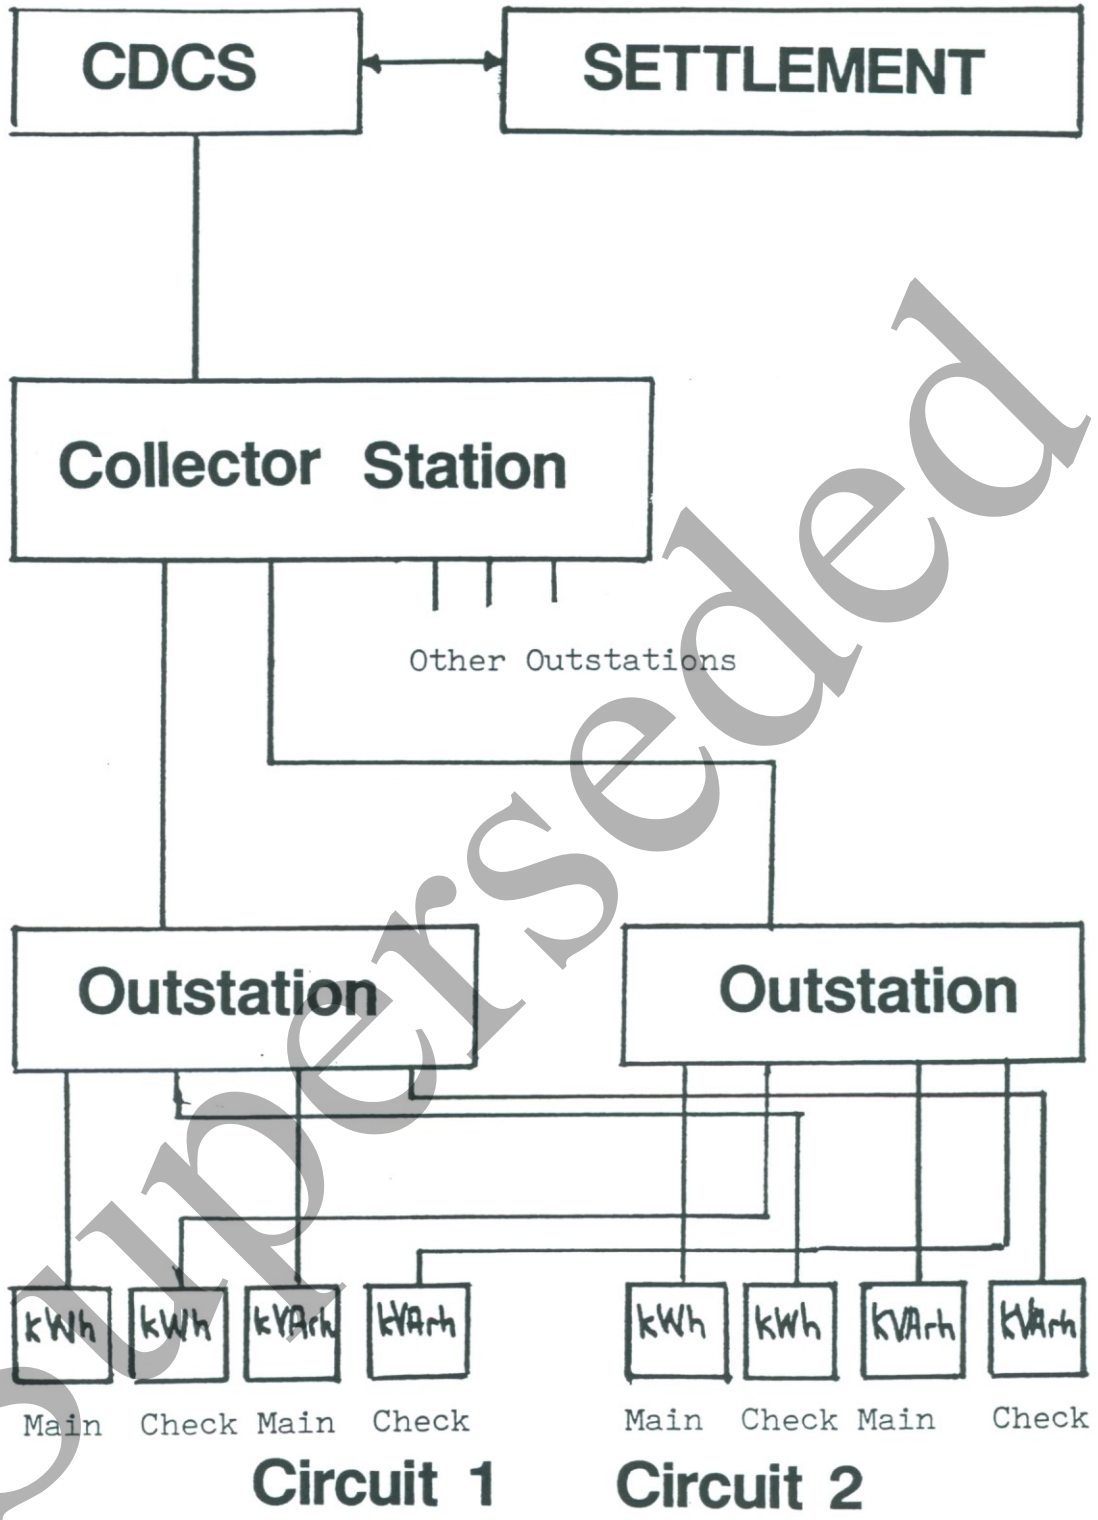 CDCS SETTLEMENT
Collector Station
Other Outstations
Outstation Outstation
kWh kWh kVArh kVArh kWh kWh KVArh kVArh
Main Check Main Check Main Check Main Check
Circuit 1 Circuit 2
Superseded